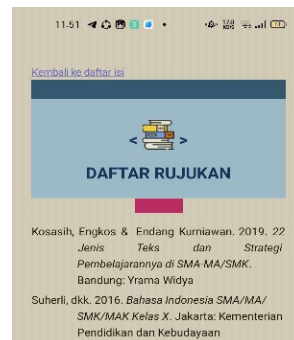 11.51
Kembali ke daftar isi
DAFTAR RUJUKAN
Kosasih, Engkos & Endang Kurniawan. 2019. 22
Jenis Teks dan Strategi
Pembelajarannya di SMA-MA/SMK.
Bandung: Yrama Widya
Suherli, dkk. 2016. Bahasa Indonesia SMA/MA/
SMK/MAK Kelas X. Jakarta: Kementerian
Pendidikan dan Kebudayaan